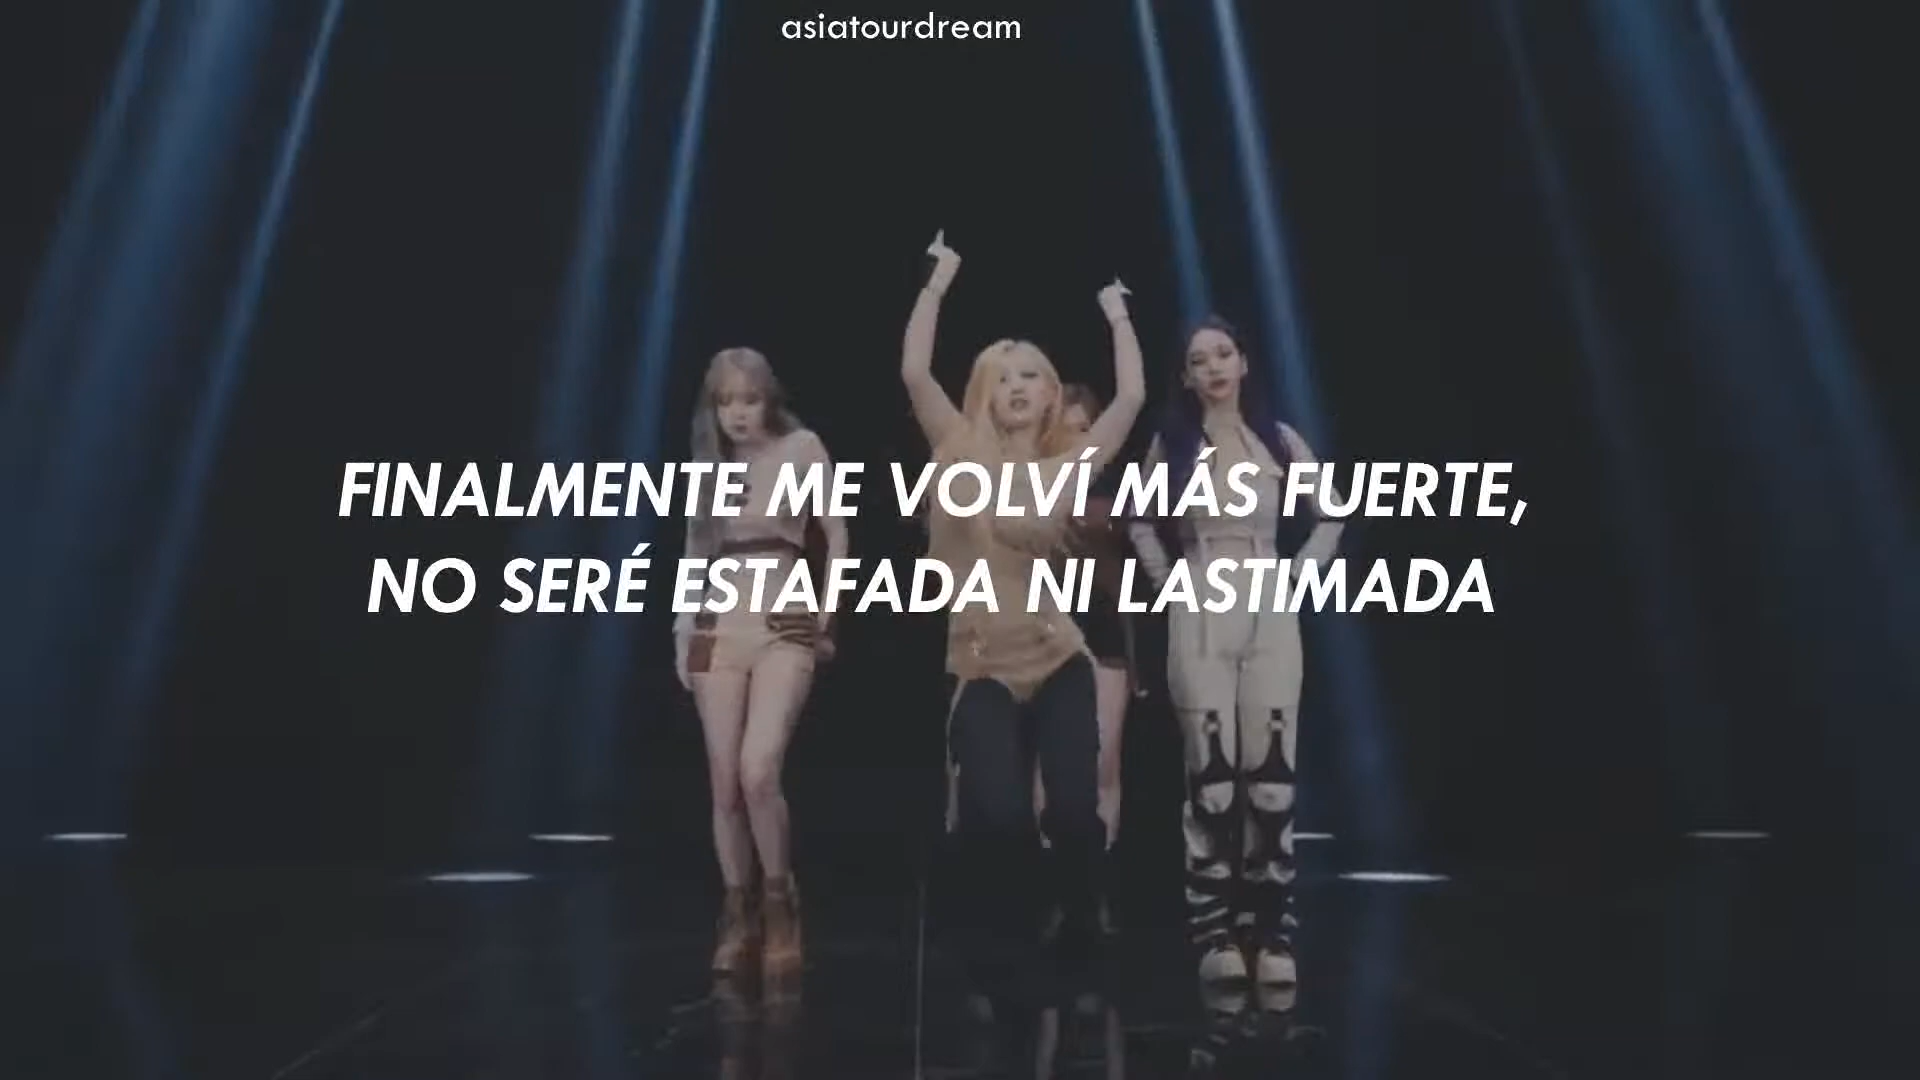 asiatourdream
FINALMENTE ME VOLVÍ MÁS FUERTE,
NO SERÉ ESTAFADA NI LASTIMADA